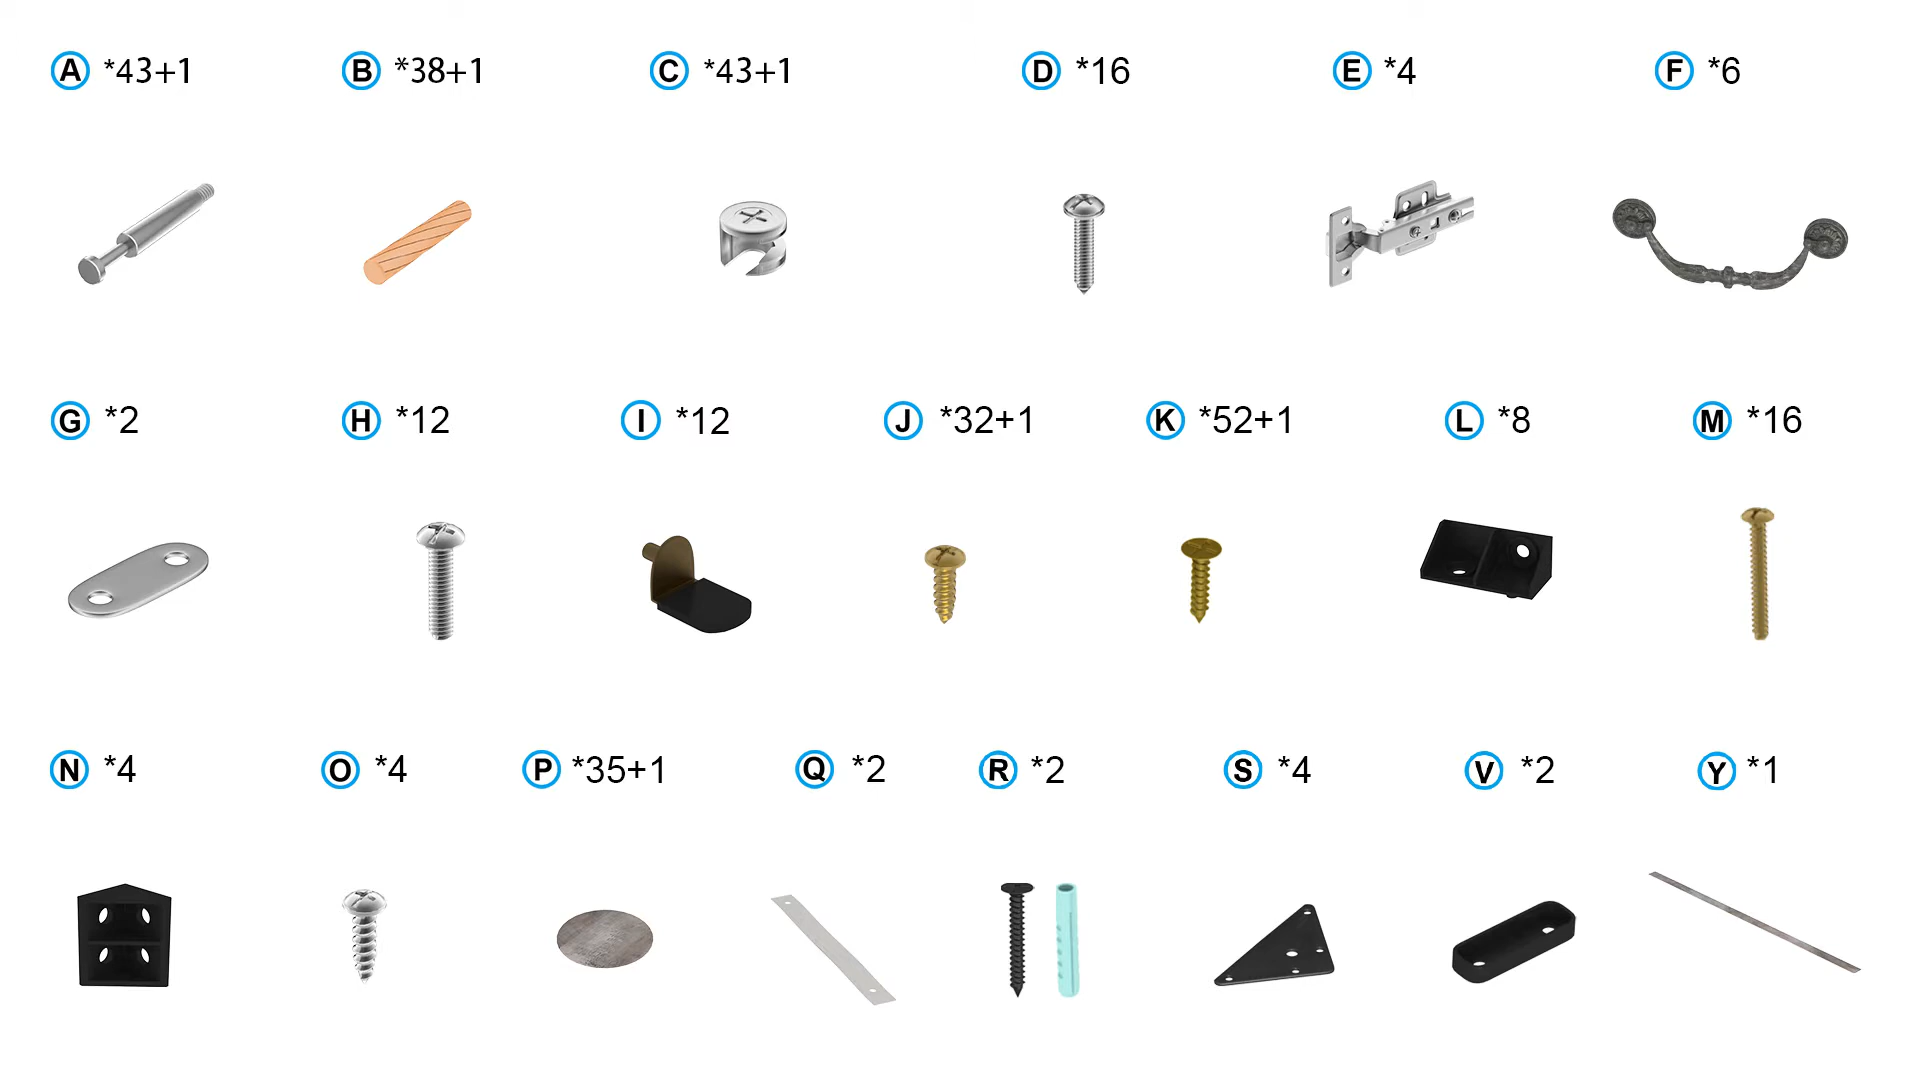 A *43+1 B *38+1 C *43+1 D *16 E *4 F *6
G *2 H *12 I *12 J *32+1 K *52+1 L *8 M *16
N *4 O *4 P *35+1 Q *2 R *2 S *4 V *2 Y *1